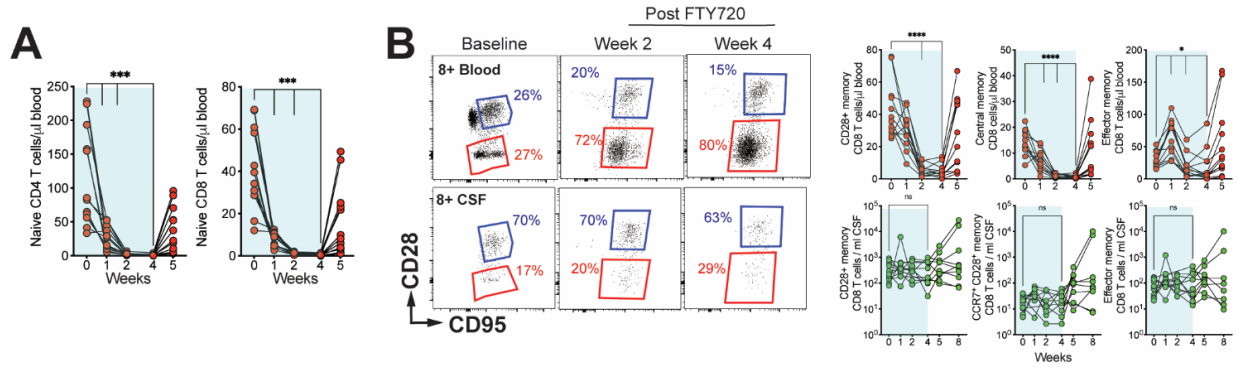 A
***
***
250
200
150
100
50
0
Naive CD4 T cells/μl blood
0 1 2 4 5
Weeks
80
60
40
20
0
Naive CD8 T cells/μl blood
0 1 2 4 5
Weeks
B
Post FTY720
Baseline Week 2 Week 4
8+ Blood
26%
27%
20%
72%
15%
80%
8+ CSF
70%
17%
70%
20%
63%
29%
CD28
CD95
****
80
60
40
20
0
CD28+ memory
CD8 T cells/μl blood
0 1 2 4 5
****
50
40
30
20
10
0
Central memory
CD8 cells/μl blood
0 1 2 4 5
*
200
150
100
50
0
Effector memory
CD8 T cells/μl blood
0 1 2 4 5
ns
10⁵
10⁴
10³
10²
10¹
10⁰
CD28+ memory
CD8 T cells / ml CSF
0 1 2 4 5 8
ns
10⁵
10⁴
10³
10²
10¹
10⁰
CCR7⁺ CD28⁺ memory
CD8 T cells / ml CSF
0 1 2 4 5 8
ns
10⁵
10⁴
10³
10²
10¹
10⁰
Effector memory
CD8 T cells / ml CSF
0 1 2 4 5 8
Weeks